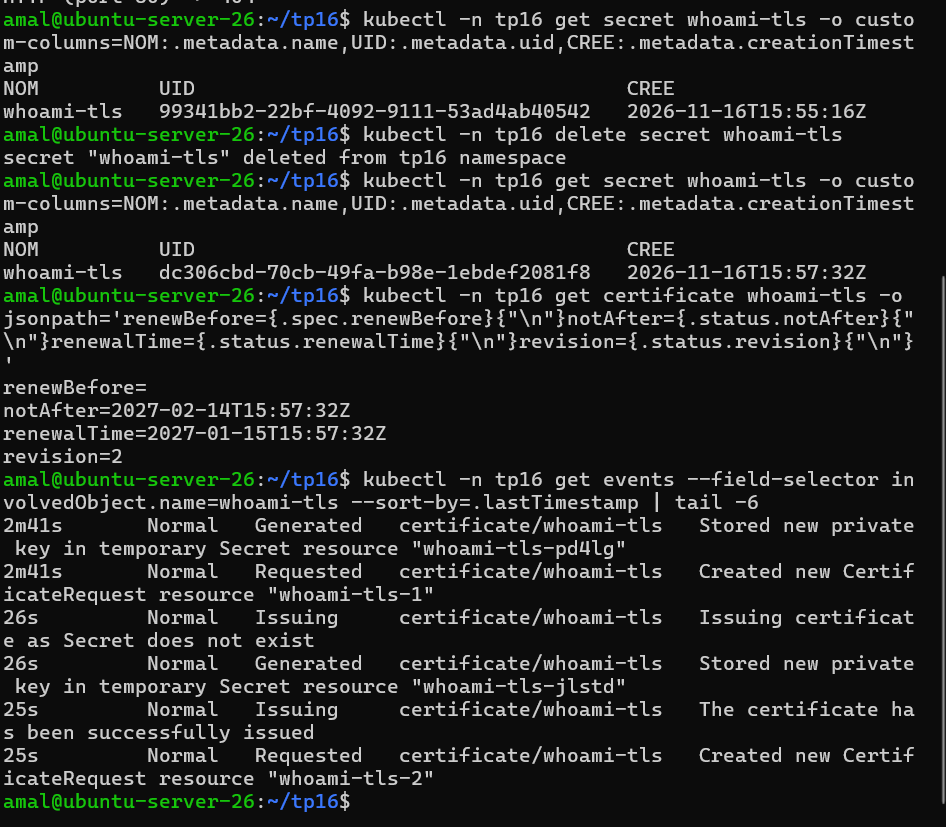 amal@ubuntu-server-26:~/tp16$ kubectl -n tp16 get secret whoami-tls -o custo
m-columns=NOM:.metadata.name,UID:.metadata.uid,CREE:.metadata.creationTimest
amp
NOM          UID                                    CREE
whoami-tls   99341bb2-22bf-4092-9111-53ad4ab40542   2026-11-16T15:55:16Z
amal@ubuntu-server-26:~/tp16$ kubectl -n tp16 delete secret whoami-tls
secret "whoami-tls" deleted from tp16 namespace
amal@ubuntu-server-26:~/tp16$ kubectl -n tp16 get secret whoami-tls -o custo
m-columns=NOM:.metadata.name,UID:.metadata.uid,CREE:.metadata.creationTimest
amp
NOM          UID                                    CREE
whoami-tls   dc306cbd-70cb-49fa-b98e-1ebdef2081f8   2026-11-16T15:57:32Z
amal@ubuntu-server-26:~/tp16$ kubectl -n tp16 get certificate whoami-tls -o
jsonpath='renewBefore={.spec.renewBefore}{"\n"}notAfter={.status.notAfter}{"
\n"}renewalTime={.status.renewalTime}{"\n"}revision={.status.revision}{"\n"}
'
renewBefore=
notAfter=2027-02-14T15:57:32Z
renewalTime=2027-01-15T15:57:32Z
revision=2
amal@ubuntu-server-26:~/tp16$ kubectl -n tp16 get events --field-selector in
volvedObject.name=whoami-tls --sort-by=.lastTimestamp | tail -6
2m41s       Normal   Generated   certificate/whoami-tls   Stored new private
 key in temporary Secret resource "whoami-tls-pd4lg"
2m41s       Normal   Requested   certificate/whoami-tls   Created new Certif
icateRequest resource "whoami-tls-1"
26s         Normal   Issuing     certificate/whoami-tls   Issuing certificat
e as Secret does not exist
26s         Normal   Generated   certificate/whoami-tls   Stored new private
 key in temporary Secret resource "whoami-tls-jlstd"
25s         Normal   Issuing     certificate/whoami-tls   The certificate ha
s been successfully issued
25s         Normal   Requested   certificate/whoami-tls   Created new Certif
icateRequest resource "whoami-tls-2"
amal@ubuntu-server-26:~/tp16$